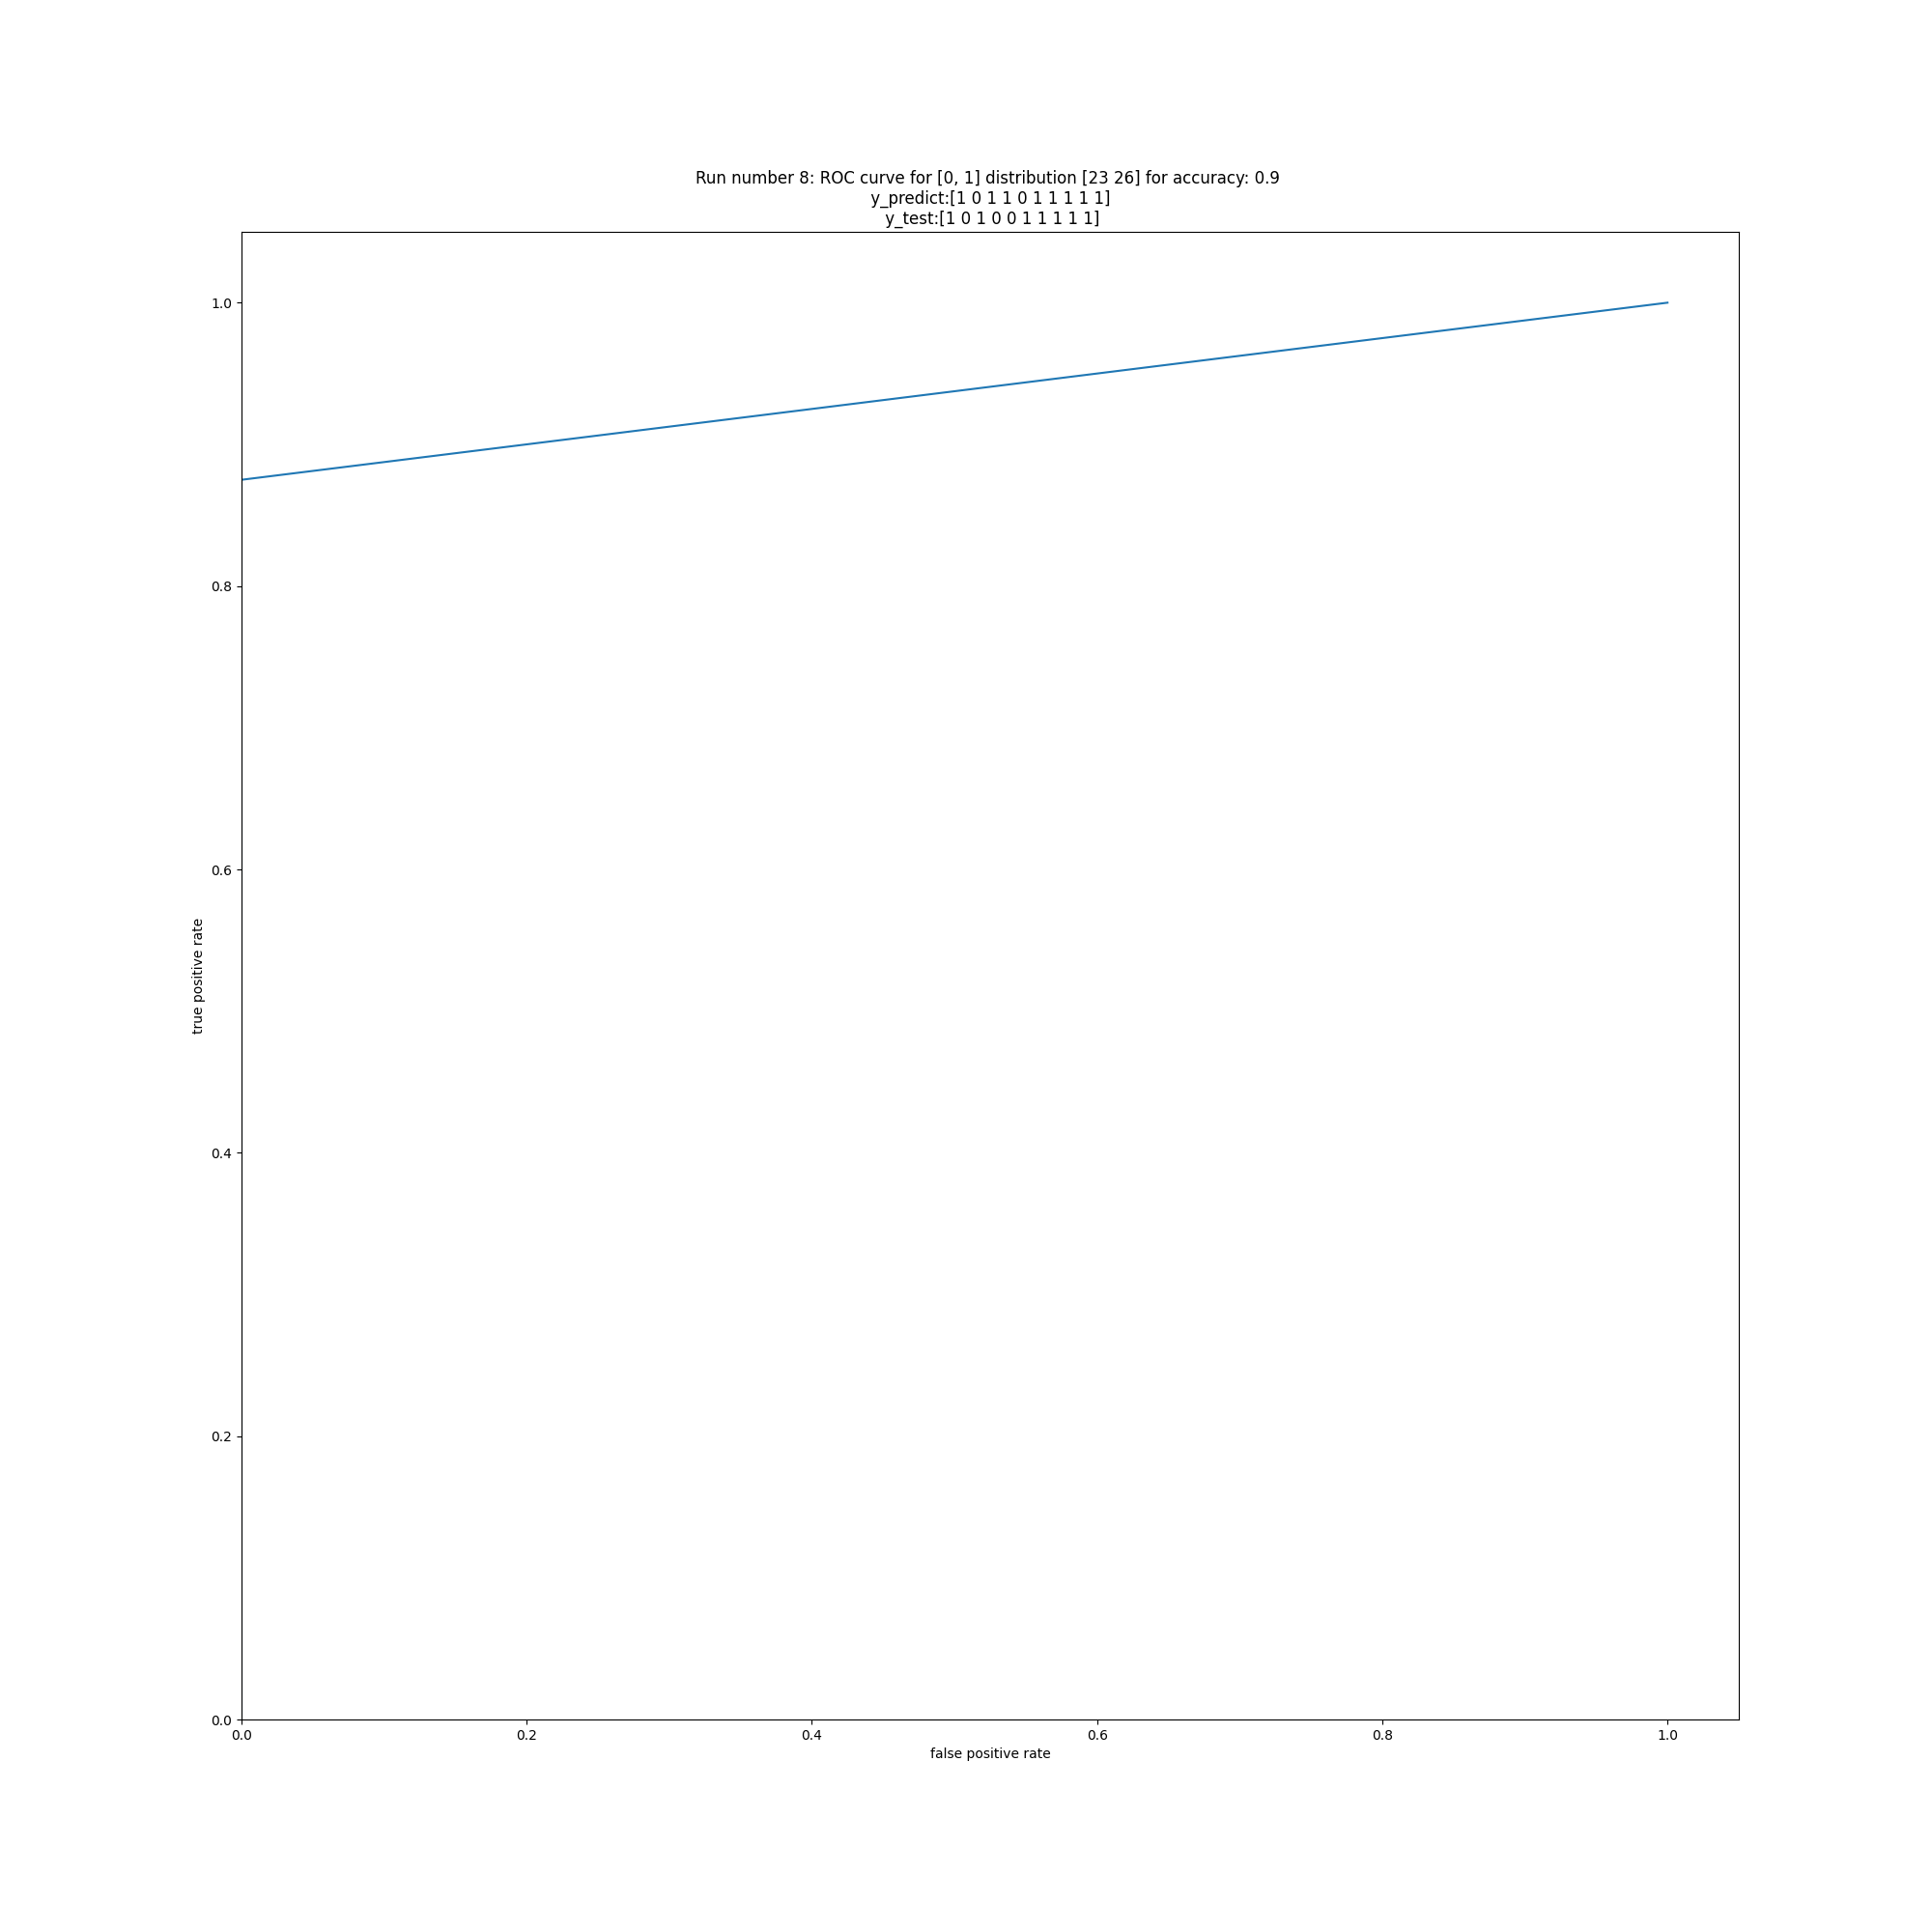 Run number 8: ROC curve for [0, 1] distribution [23 26] for accuracy: 0.9
y_predict:[1 0 1 1 0 1 1 1 1 1]
y_test:[1 0 1 0 0 1 1 1 1 1]
1.0
0.8
0.6
0.4
0.2
0.0
true positive rate
0.0 0.2 0.4 0.6 0.8 1.0
false positive rate